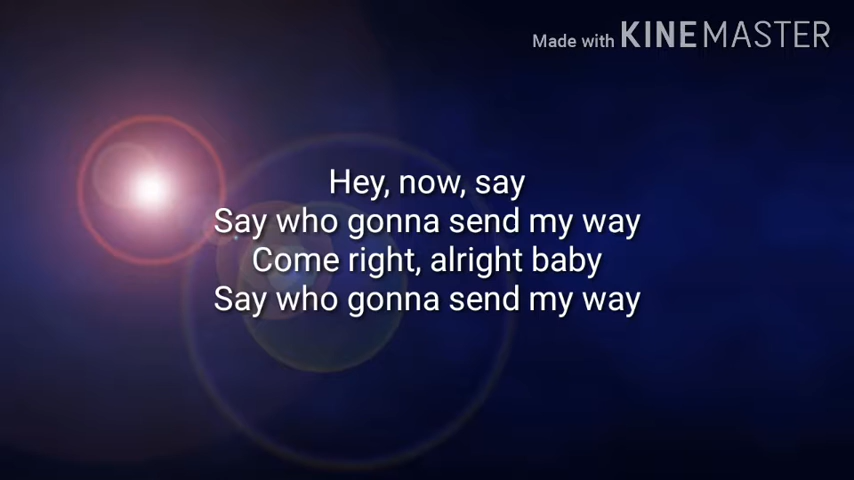 Made with KINEMASTER
Hey, now, say
Say who gonna send my way
Come right, alright baby
Say who gonna send my way